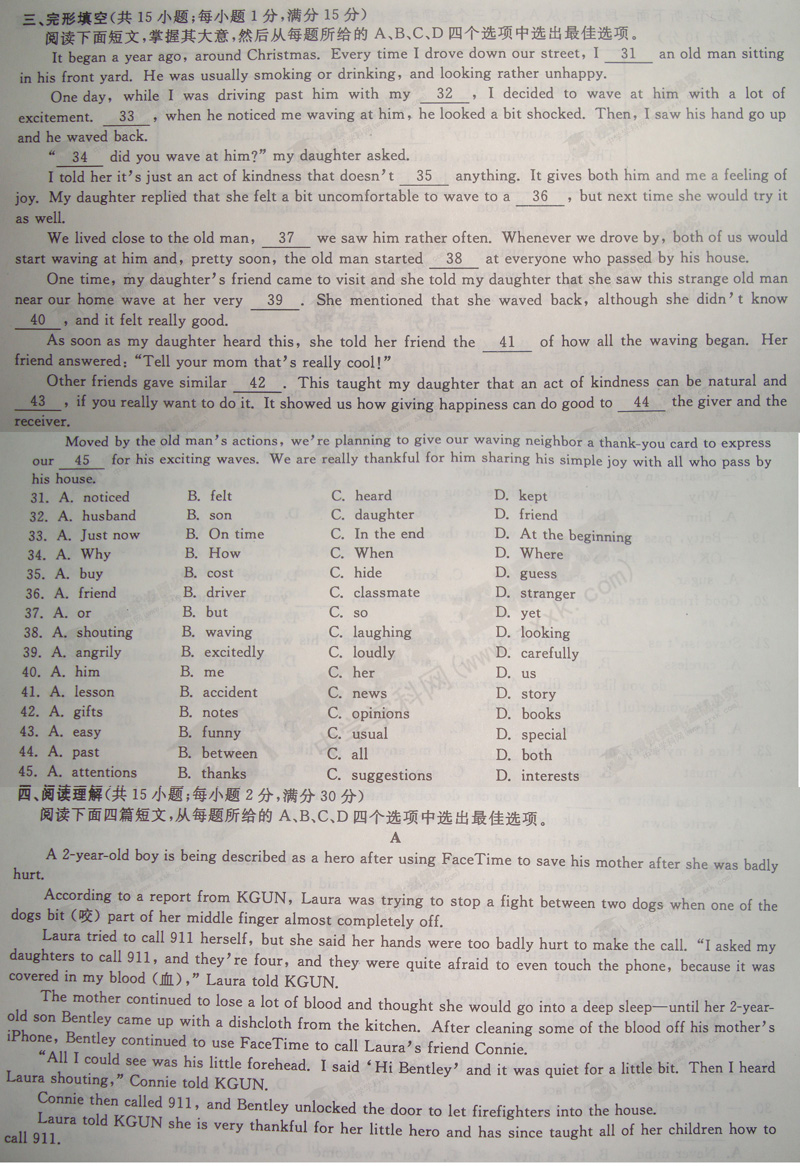 三、完形填空(共 15 小题;每小题 1 分,满分 15 分)
阅读下面短文,掌握其大意,然后从每题所给的 A、B、C、D 四个选项中选出最佳选项。
It began a year ago, around Christmas. Every time I drove down our street, I 31 an old man sitting
in his front yard. He was usually smoking or drinking, and looking rather unhappy.
One day, while I was driving past him with my 32 , I decided to wave at him with a lot of
excitement. 33 , when he noticed me waving at him, he looked a bit shocked. Then, I saw his hand go up
and he waved back.
“ 34 did you wave at him?” my daughter asked.
I told her it's just an act of kindness that doesn't 35 anything. It gives both him and me a feeling of
joy. My daughter replied that she felt a bit uncomfortable to wave to a 36 , but next time she would try it
as well.
We lived close to the old man, 37 we saw him rather often. Whenever we drove by, both of us would
start waving at him and, pretty soon, the old man started 38 at everyone who passed by his house.
One time, my daughter's friend came to visit and she told my daughter that she saw this strange old man
near our home wave at her very 39 . She mentioned that she waved back, although she didn't know
40 , and it felt really good.
As soon as my daughter heard this, she told her friend the 41 of how all the waving began. Her
friend answered: “Tell your mom that's really cool!”
Other friends gave similar 42 . This taught my daughter that an act of kindness can be natural and
43 , if you really want to do it. It showed us how giving happiness can do good to 44 the giver and the
receiver.
Moved by the old man's actions, we're planning to give our waving neighbor a thank-you card to express
our 45 for his exciting waves. We are really thankful for him sharing his simple joy with all who pass by
his house.
31. A. noticed B. felt C. heard D. kept
32. A. husband B. son C. daughter D. friend
33. A. Just now B. On time C. In the end D. At the beginning
34. A. Why B. How C. When D. Where
35. A. buy B. cost C. hide D. guess
36. A. friend B. driver C. classmate D. stranger
37. A. or B. but C. so D. yet
38. A. shouting B. waving C. laughing D. looking
39. A. angrily B. excitedly C. loudly D. carefully
40. A. him B. me C. her D. us
41. A. lesson B. accident C. news D. story
42. A. gifts B. notes C. opinions D. books
43. A. easy B. funny C. usual D. special
44. A. past B. between C. all D. both
45. A. attentions B. thanks C. suggestions D. interests
四、阅读理解(共 15 小题;每小题 2 分,满分 30 分)
阅读下面四篇短文,从每题所给的 A、B、C、D 四个选项中选出最佳选项。
A
A 2-year-old boy is being described as a hero after using FaceTime to save his mother after she was badly
hurt.
According to a report from KGUN, Laura was trying to stop a fight between two dogs when one of the
dogs bit (咬) part of her middle finger almost completely off.
Laura tried to call 911 herself, but she said her hands were too badly hurt to make the call. “I asked my
daughters to call 911, and they're four, and they were quite afraid to even touch the phone, because it was
covered in my blood (血),” Laura told KGUN.
The mother continued to lose a lot of blood and thought she would go into a deep sleep—until her 2-year-
old son Bentley came up with a dishcloth from the kitchen. After cleaning some of the blood off his mother's
iPhone, Bentley continued to use FaceTime to call Laura's friend Connie.
“All I could see was his little forehead. I said ‘Hi Bentley’ and it was quiet for a little bit. Then I heard
Laura shouting,” Connie told KGUN.
Connie then called 911, and Bentley unlocked the door to let firefighters into the house.
Laura told KGUN she is very thankful for her little hero and has since taught all of her children how to
call 911.